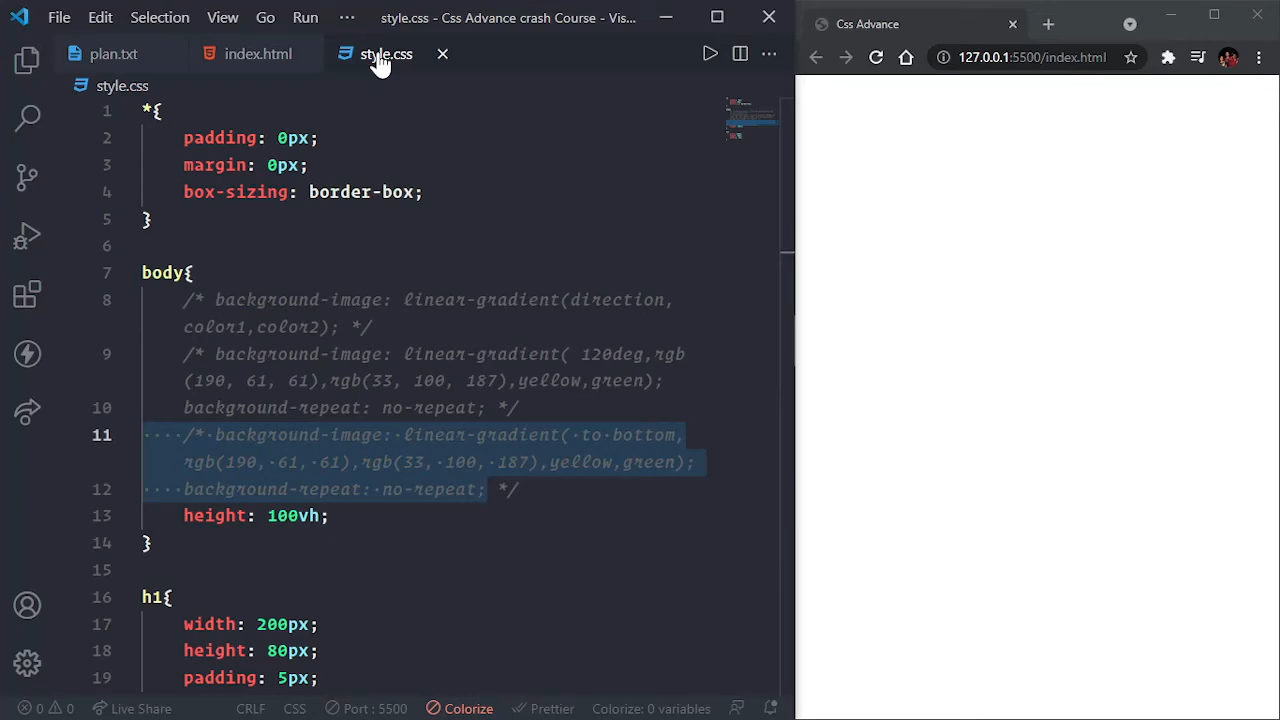 File Edit Selection View Go Run ··· style.css - Css Advance crash Course - Vis...
plan.txt index.html style.css
style.css
1 *{
2 padding: 0px;
3 margin: 0px;
4 box-sizing: border-box;
5 }
6
7 body{
8 /* background-image: linear-gradient(direction,
color1,color2); */
9 /* background-image: linear-gradient( 120deg,rgb
(190, 61, 61),rgb(33, 100, 187),yellow,green);
10 background-repeat: no-repeat; */
11 /* background-image: linear-gradient( to bottom,
rgb(190, 61, 61),rgb(33, 100, 187),yellow,green);
12 background-repeat: no-repeat; */
13 height: 100vh;
14 }
15
16 h1{
17 width: 200px;
18 height: 80px;
19 padding: 5px;
0 0 Live Share CRLF CSS Port : 5500 Colorize Prettier Colorize: 0 variables
Css Advance
127.0.0.1:5500/index.html